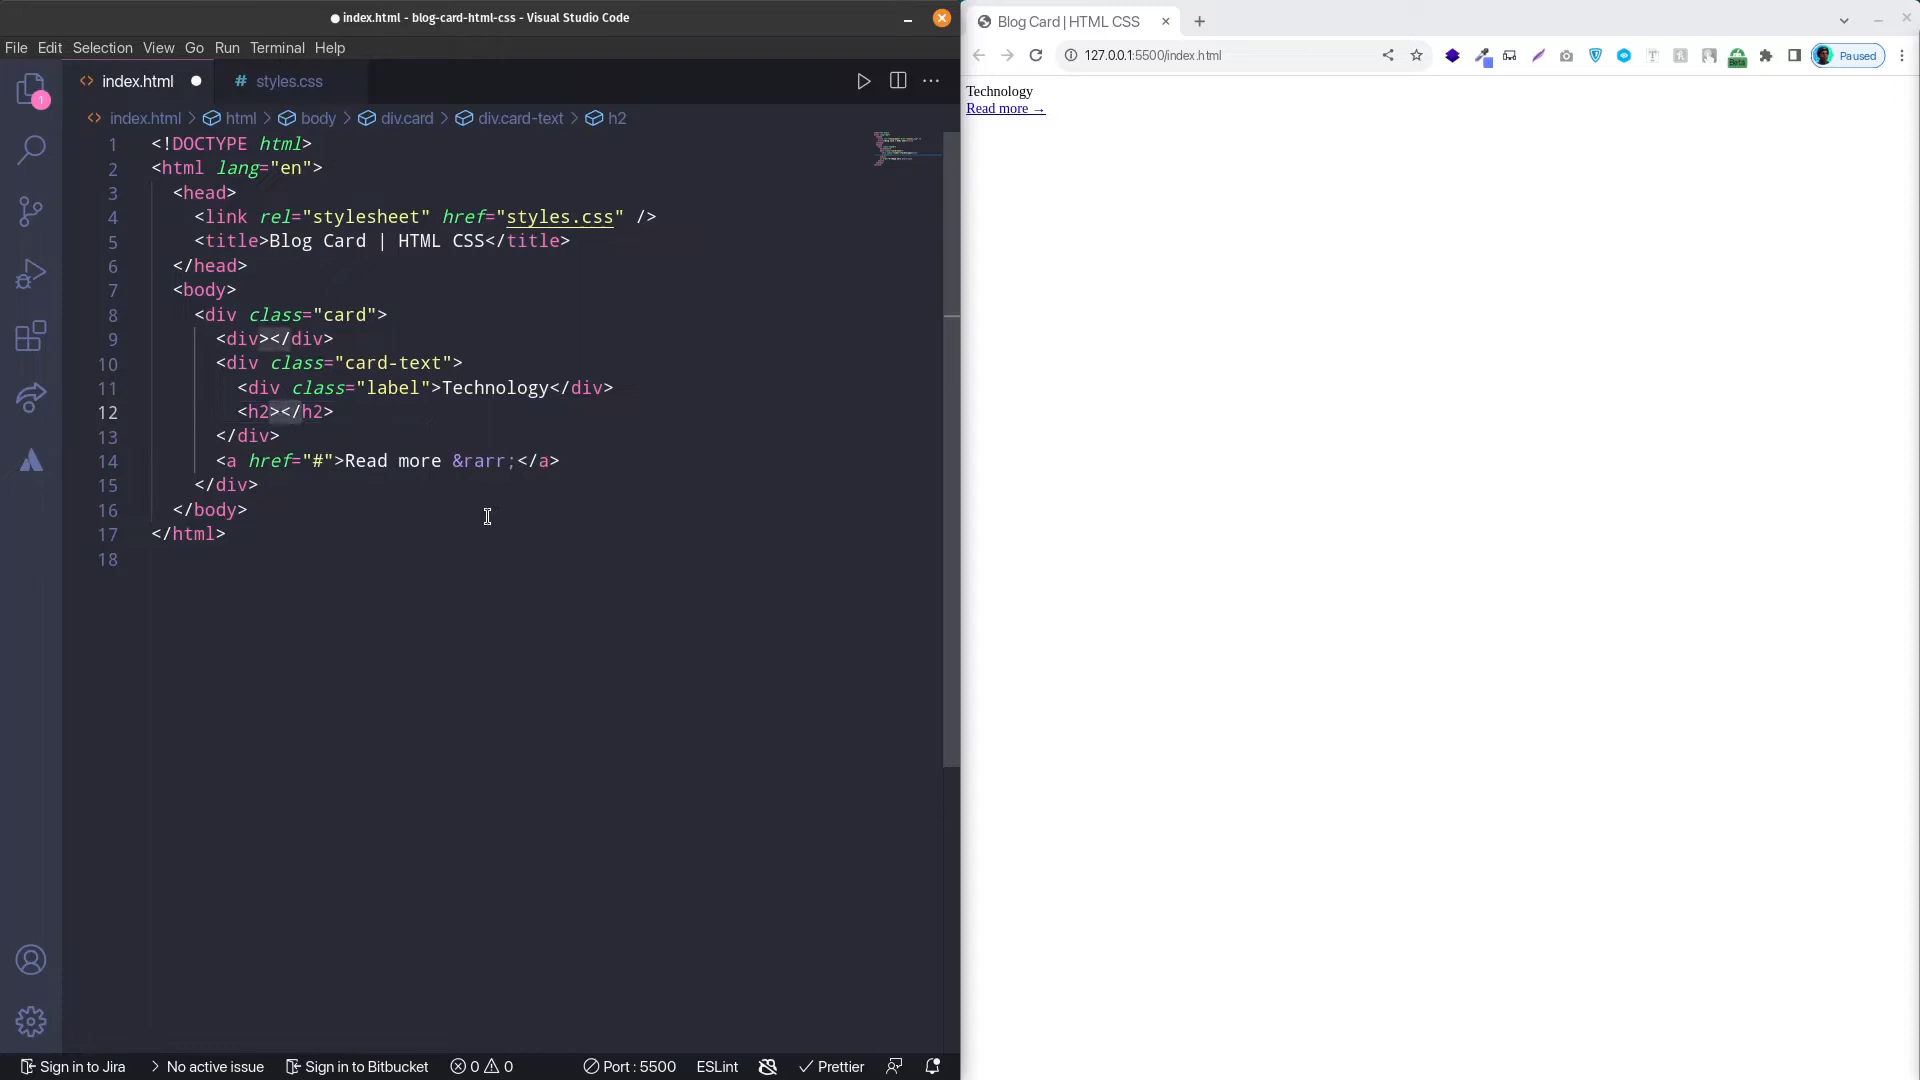 ● index.html - blog-card-html-css - Visual Studio Code
File Edit Selection View Go Run Terminal Help
1
<> index.html ●
# styles.css
<> index.html > html > body > div.card > div.card-text > h2
1 <!DOCTYPE html>
2 <html lang="en">
3 <head>
4 <link rel="stylesheet" href="styles.css" />
5 <title>Blog Card | HTML CSS</title>
6 </head>
7 <body>
8 <div class="card">
9 <div></div>
10 <div class="card-text">
11 <div class="label">Technology</div>
12 <h2></h2>
13 </div>
14 <a href="#">Read more &rarr;</a>
15 </div>
16 </body>
17 </html>
18
Sign in to Jira > No active issue Sign in to Bitbucket 0 0 Port : 5500 ESLint Prettier
Blog Card | HTML CSS
127.0.0.1:5500/index.html
Beta
Paused
Technology
Read more →